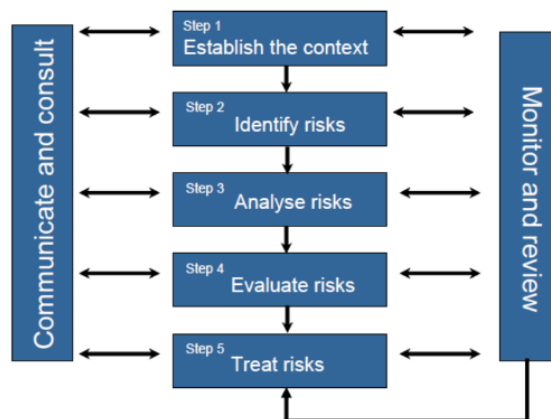 Communicate and consult
Step 1
Establish the context
Step 2
Identify risks
Step 3
Analyse risks
Step 4
Evaluate risks
Step 5
Treat risks
Monitor and review